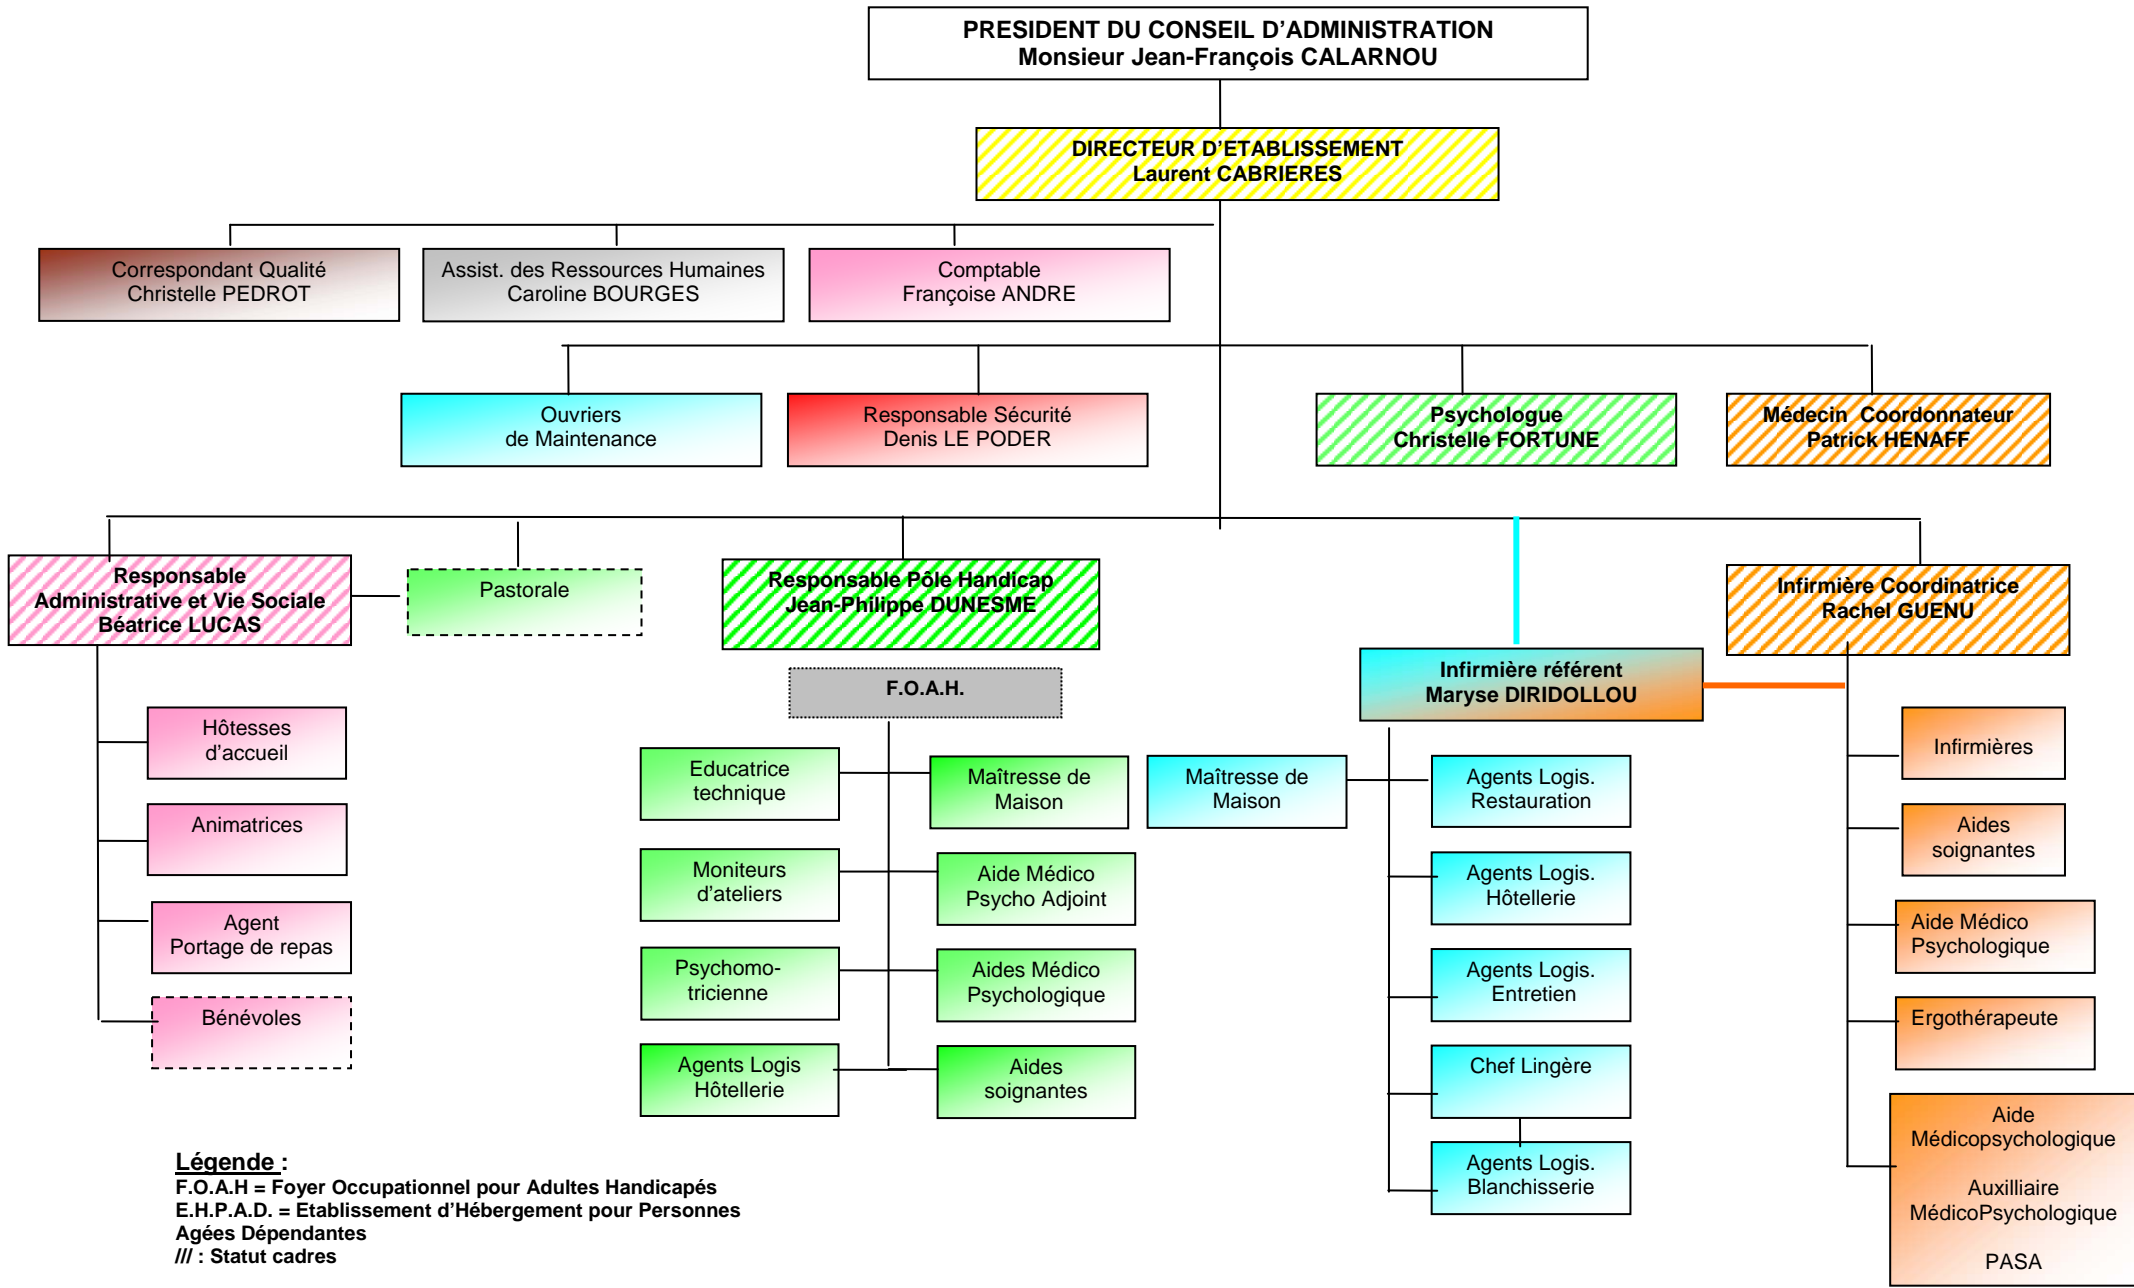 PRESIDENT DU CONSEIL D’ADMINISTRATION
Monsieur Jean-François CALARNOU
DIRECTEUR D’ETABLISSEMENT
Laurent CABRIERES
Correspondant Qualité
Christelle PEDROT
Assist. des Ressources Humaines
Caroline BOURGES
Comptable
Françoise ANDRE
Ouvriers
de Maintenance
Responsable Sécurité
Denis LE PODER
Psychologue
Christelle FORTUNE
Médecin Coordonnateur
Patrick HENAFF
Responsable
Administrative et Vie Sociale
Béatrice LUCAS
Pastorale
Responsable Pôle Handicap
Jean-Philippe DUNESME
Infirmière Coordinatrice
Rachel GUENU
F.O.A.H.
Infirmière référent
Maryse DIRIDOLLOU
Hôtesses
d’accueil
Animatrices
Agent
Portage de repas
Bénévoles
Educatrice
technique
Maîtresse de
Maison
Moniteurs
d'ateliers
Aide Médico
Psycho Adjoint
Psychomo-
tricienne
Aides Médico
Psychologique
Agents Logis
Hôtellerie
Aides
soignantes
Maîtresse de
Maison
Agents Logis.
Restauration
Agents Logis.
Hôtellerie
Agents Logis.
Entretien
Chef Lingère
Agents Logis.
Blanchisserie
Infirmières
Aides
soignantes
Aide Médico
Psychologique
Ergothérapeute
Aide
Médicopsychologique
Auxilliaire
MédicoPsychologique
PASA
Légende :
F.O.A.H = Foyer Occupationnel pour Adultes Handicapés
E.H.P.A.D. = Etablissement d’Hébergement pour Personnes
Agées Dépendantes
/// : Statut cadres